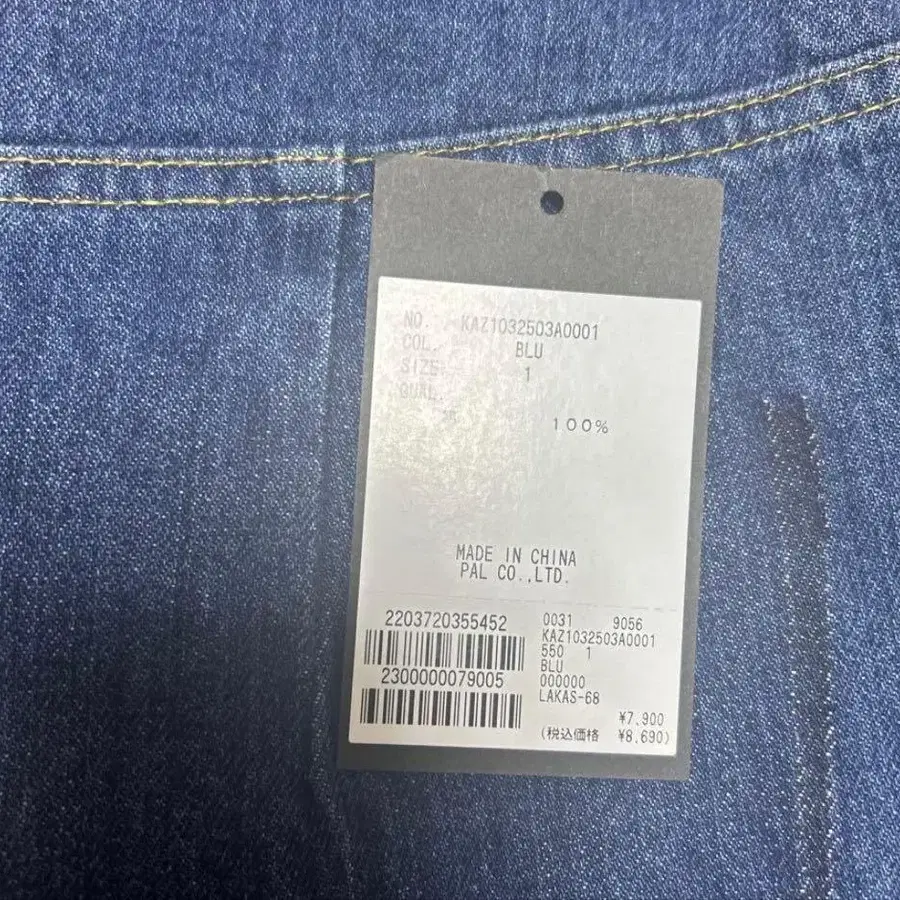 NO. KAZ1032503A0001
COL. BLU
SIZE 1
QUAL.
100%
MADE IN CHINA
PAL CO.,LTD.
2203720355452
2300000079005
0031 9056
KAZ1032503A0001
550 1
BLU
000000
LAKAS-68
¥7,900
(税込価格 ¥8,690)